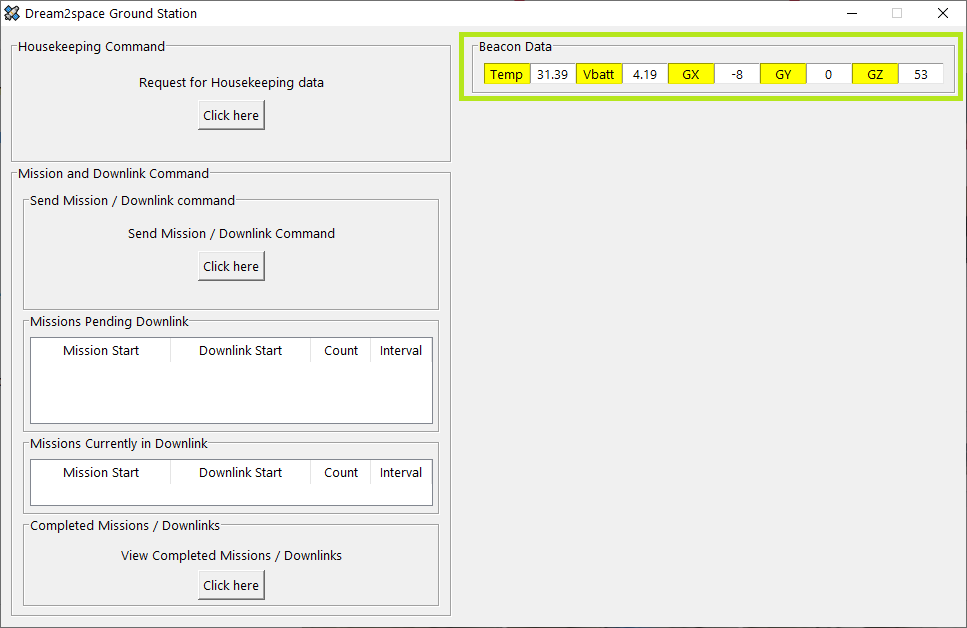 Dream2space Ground Station
Housekeeping Command
Request for Housekeeping data
Click here
Mission and Downlink Command
Send Mission / Downlink command
Send Mission / Downlink Command
Click here
Missions Pending Downlink
Mission Start Downlink Start Count Interval
Missions Currently in Downlink
Mission Start Downlink Start Count Interval
Completed Missions / Downlinks
View Completed Missions / Downlinks
Click here
Beacon Data
Temp 31.39 Vbatt 4.19 GX -8 GY 0 GZ 53